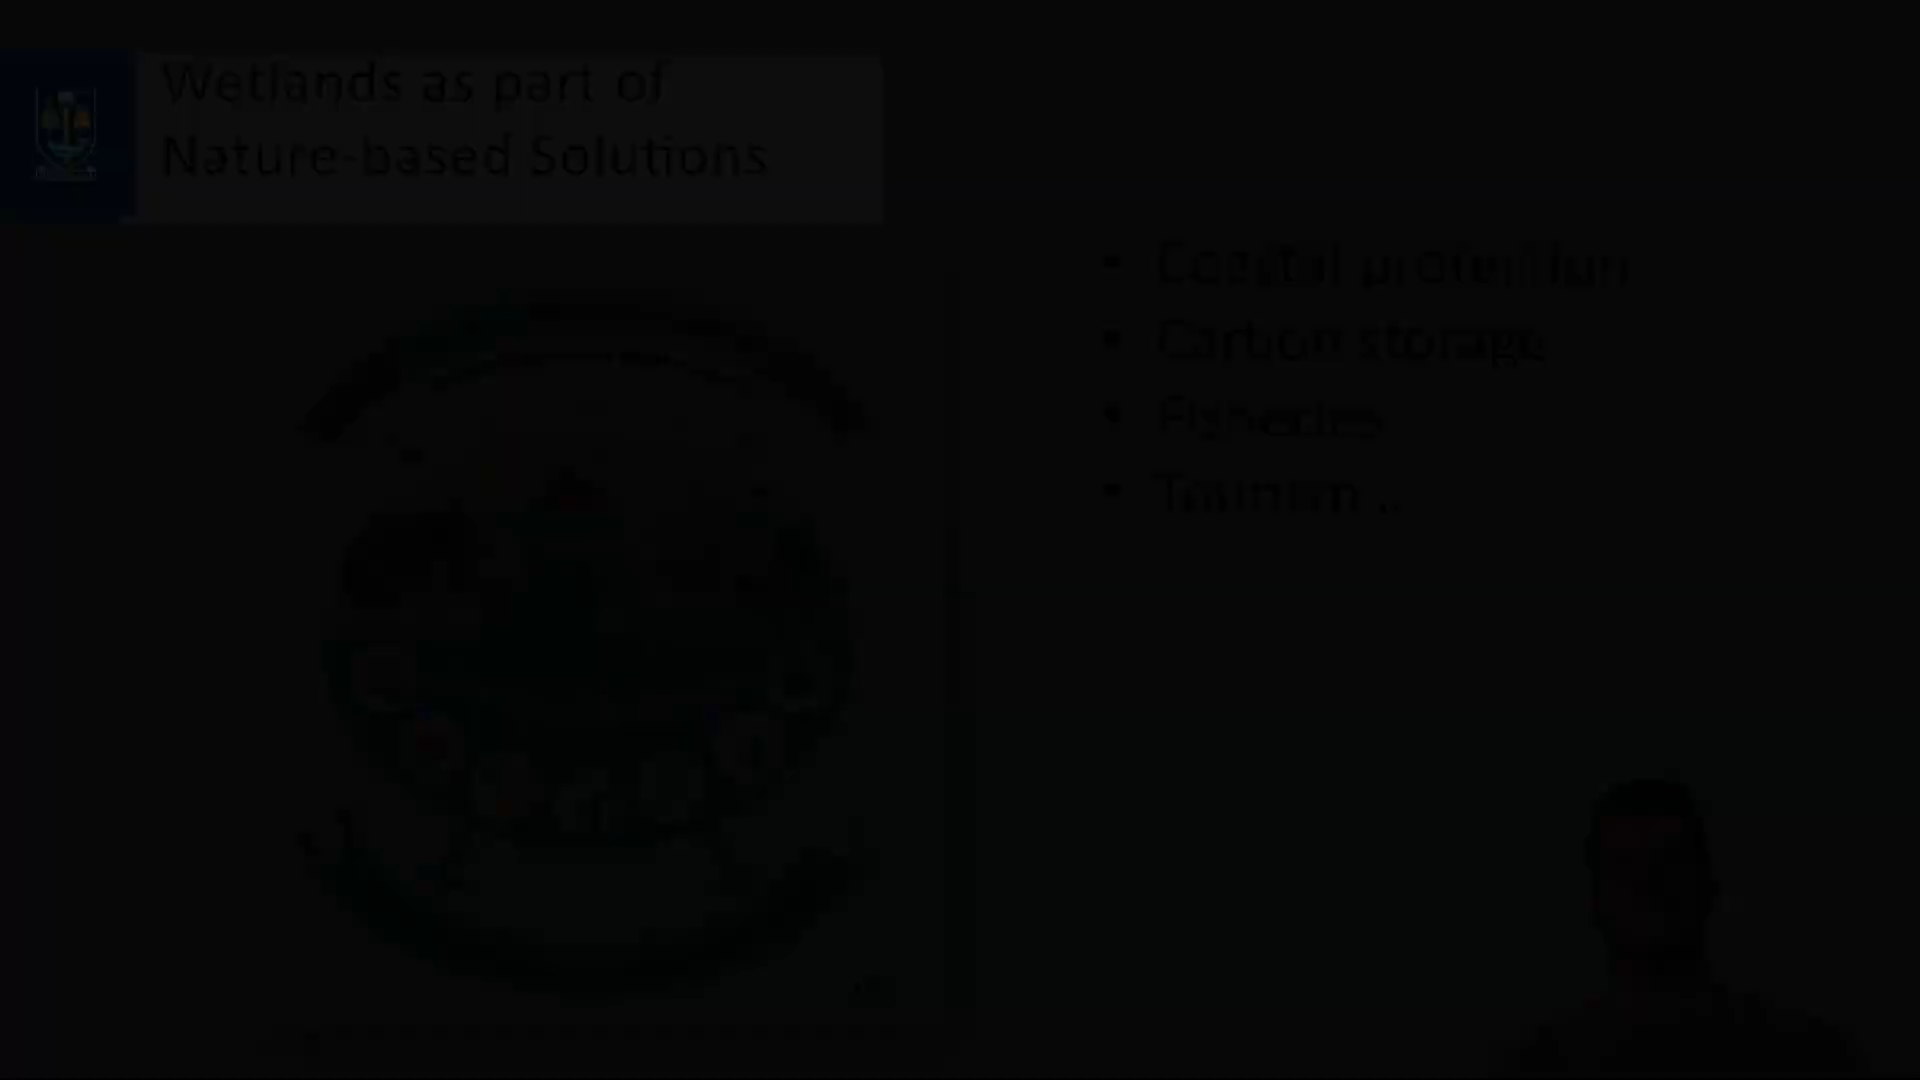 Wetlands as part of
Nature-based Solutions
• Coastal protection
• Carbon storage
• Fisheries
• Tourism ..